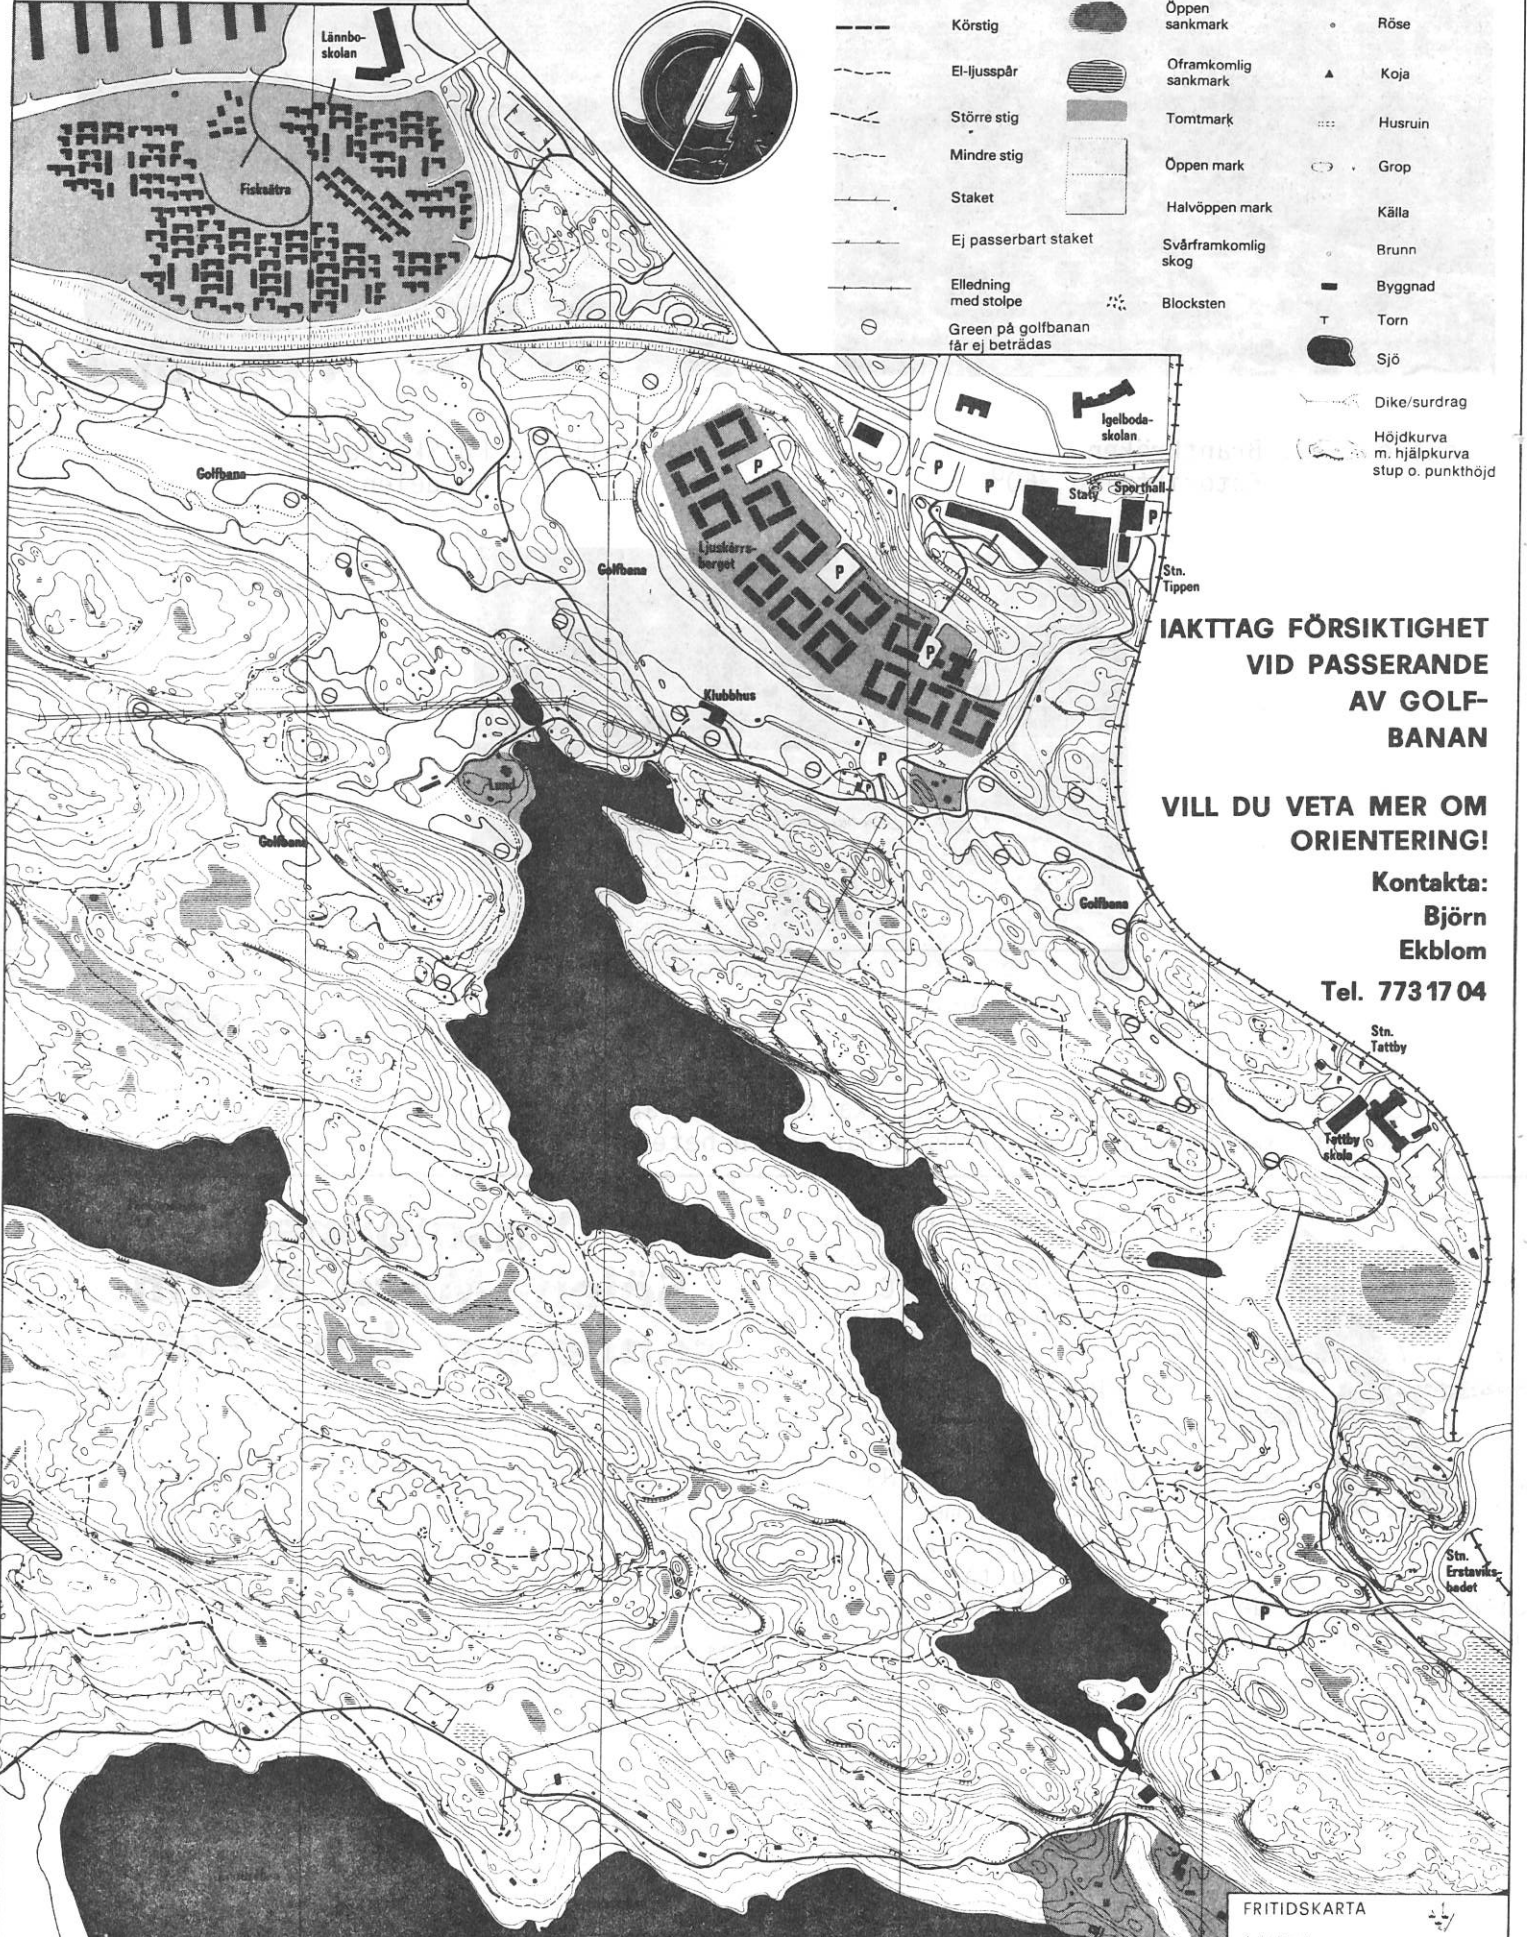 Körstig
El-ljusspår
Större stig
Mindre stig
Staket
Ej passerbart staket
Elledning
med stolpe
Green på golfbanan
får ej beträdas
Öppen
sankmark
Oframkomlig
sankmark
Tomtmark
Öppen mark
Halvöppen mark
Svårframkomlig
skog
Blocksten
Röse
Koja
Husruin
Grop
Källa
Brunn
Byggnad
T
Torn
Sjö
Dike/surdrag
Höjdkurva
m. hjälpkurva
stup o. punkthöjd
Lännbo-
skolan
Fisksätra
Igelboda-
skolan
P
P
P
Staty
Sporthall
P
Stn.
Tippen
Golfbana
Ljuskärrs-
berget
Golfbana
P
P
Klubbhus
P
P
Lund
Golfbana
Golfbana
IAKTTAG FÖRSIKTIGHET
VID PASSERANDE
AV GOLF-
BANAN
VILL DU VETA MER OM
ORIENTERING!
Kontakta:
Björn
Ekblom
Tel. 773 17 04
Stn.
Tattby
P
P
Tattby
skola
Stn.
Erstaviks-
badet
P
FRITIDSKARTA